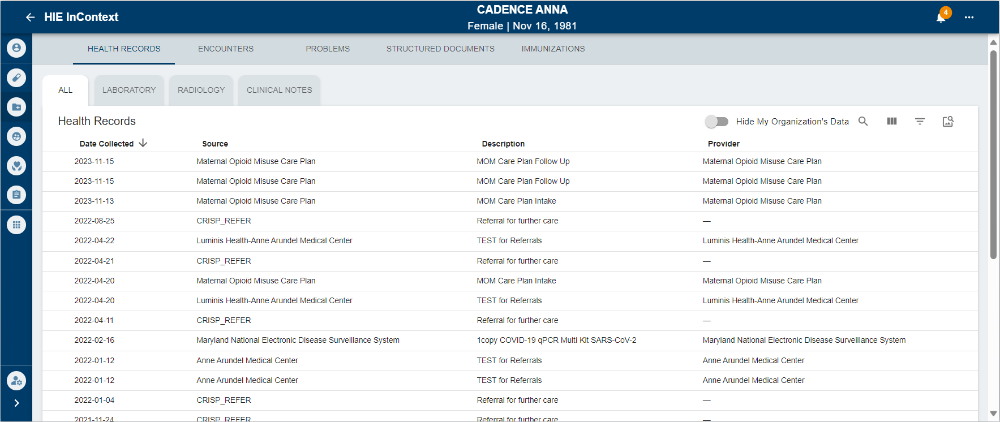 HIE InContext
CADENCE ANNA
Female | Nov 16, 1981
4
HEALTH RECORDS ENCOUNTERS PROBLEMS STRUCTURED DOCUMENTS IMMUNIZATIONS
ALL LABORATORY RADIOLOGY CLINICAL NOTES
Health Records Hide My Organization's Data
Date Collected Source Description Provider
2023-11-15 Maternal Opioid Misuse Care Plan MOM Care Plan Follow Up Maternal Opioid Misuse Care Plan
2023-11-15 Maternal Opioid Misuse Care Plan MOM Care Plan Follow Up Maternal Opioid Misuse Care Plan
2023-11-13 Maternal Opioid Misuse Care Plan MOM Care Plan Intake Maternal Opioid Misuse Care Plan
2022-08-25 CRISP_REFER Referral for further care —
2022-04-22 Luminis Health-Anne Arundel Medical Center TEST for Referrals Luminis Health-Anne Arundel Medical Center
2022-04-21 CRISP_REFER Referral for further care —
2022-04-20 Maternal Opioid Misuse Care Plan MOM Care Plan Intake Maternal Opioid Misuse Care Plan
2022-04-20 Luminis Health-Anne Arundel Medical Center TEST for Referrals Luminis Health-Anne Arundel Medical Center
2022-04-11 CRISP_REFER Referral for further care —
2022-02-16 Maryland National Electronic Disease Surveillance System 1copy COVID-19 qPCR Multi Kit SARS-CoV-2 Maryland National Electronic Disease Surveillance System
2022-01-12 Anne Arundel Medical Center TEST for Referrals Anne Arundel Medical Center
2022-01-12 Anne Arundel Medical Center TEST for Referrals Anne Arundel Medical Center
2022-01-04 CRISP_REFER Referral for further care —
2021-11-24 CRISP_REFER Referral for further care —